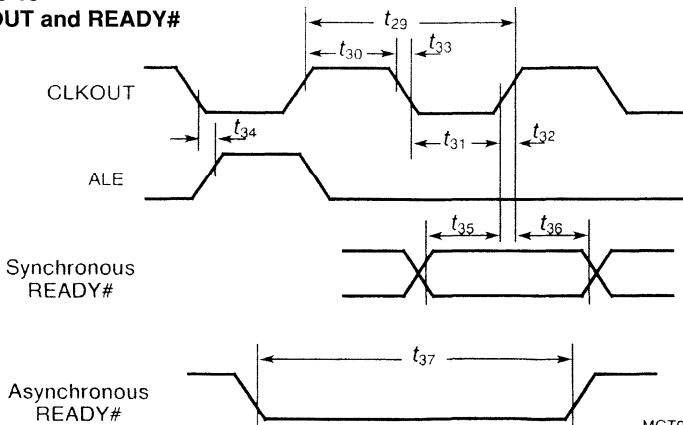 OUT and READY#
t29
t30
t33
CLKOUT
t34
t31
t32
ALE
t35
t36
Synchronous
READY#
t37
Asynchronous
READY#